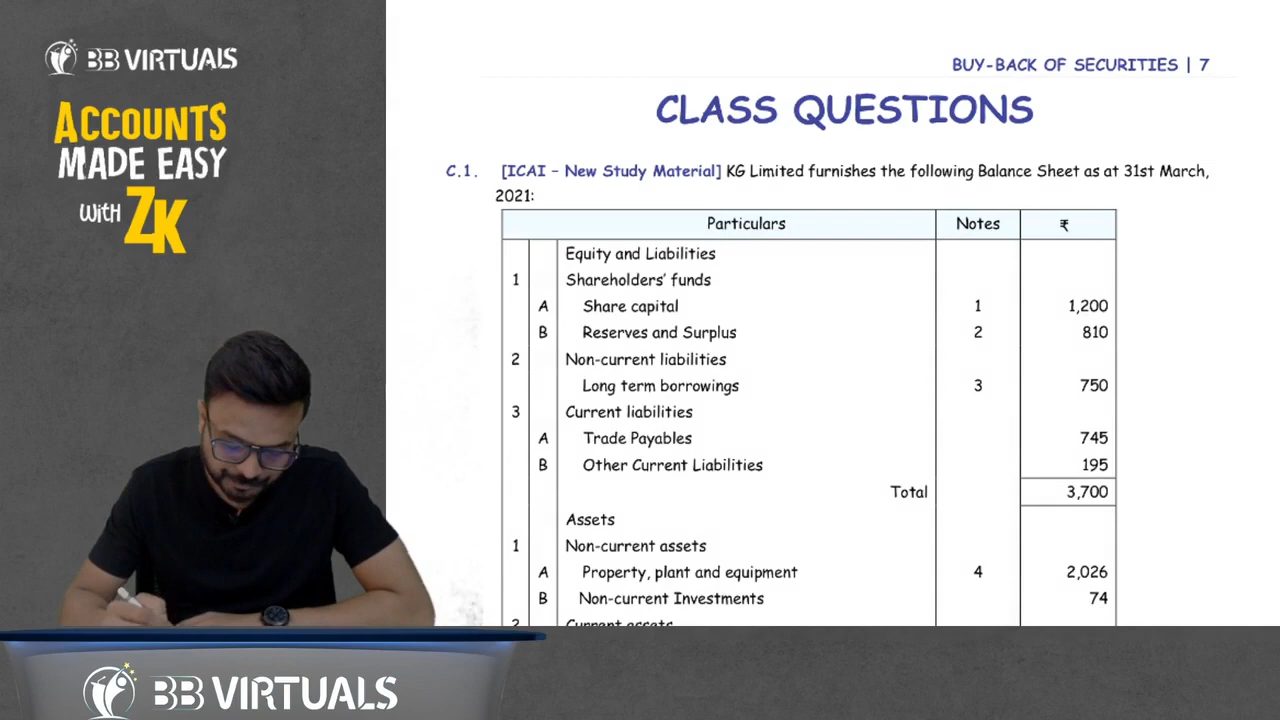 BB VIRTUALS
ACCOUNTS
MADE EASY
with ZK
BUY-BACK OF SECURITIES | 7
CLASS QUESTIONS
C.1. [ICAI – New Study Material] KG Limited furnishes the following Balance Sheet as at 31st March,
2021:
Particulars Notes ₹
Equity and Liabilities
1 Shareholders' funds
A Share capital 1 1,200
B Reserves and Surplus 2 810
2 Non-current liabilities
Long term borrowings 3 750
3 Current liabilities
A Trade Payables 745
B Other Current Liabilities 195
Total 3,700
Assets
1 Non-current assets
A Property, plant and equipment 4 2,026
B Non-current Investments 74
2 Current assets
BB VIRTUALS